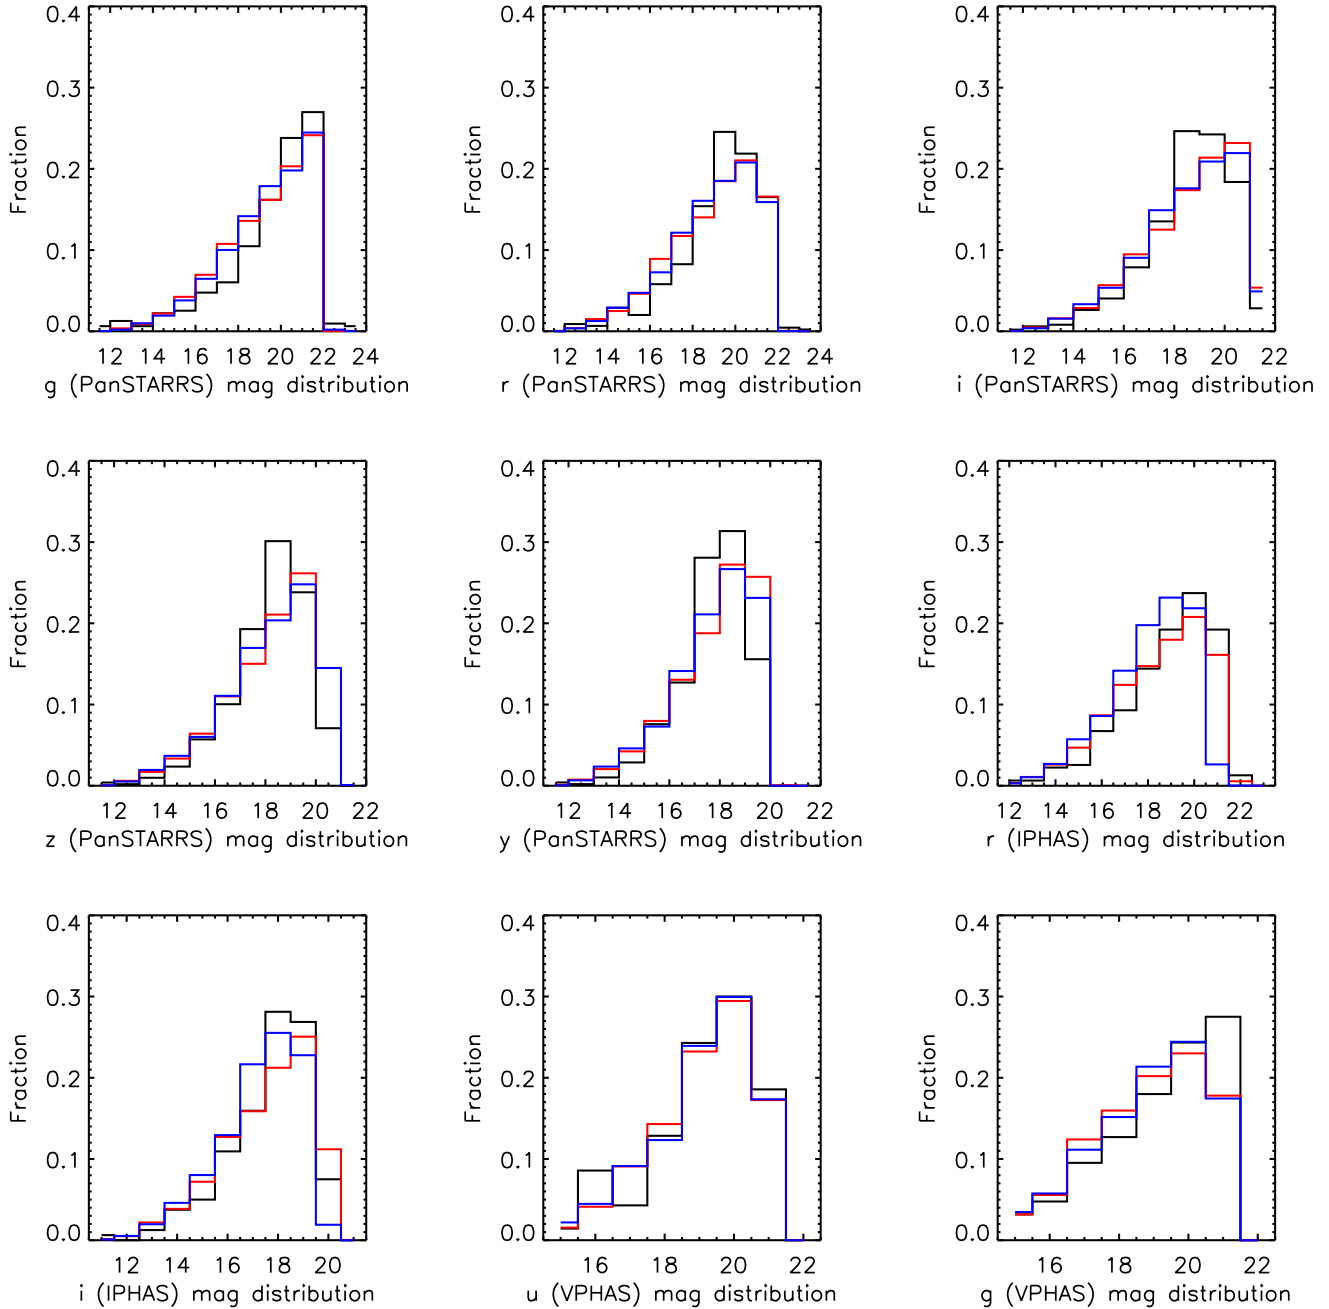 0.4
0.3
0.2
0.1
0.0
Fraction
12 14 16 18 20 22 24
g (PanSTARRS) mag distribution
0.4
0.3
0.2
0.1
0.0
Fraction
12 14 16 18 20 22 24
r (PanSTARRS) mag distribution
0.4
0.3
0.2
0.1
0.0
Fraction
12 14 16 18 20 22
i (PanSTARRS) mag distribution
0.4
0.3
0.2
0.1
0.0
Fraction
12 14 16 18 20 22
z (PanSTARRS) mag distribution
0.4
0.3
0.2
0.1
0.0
Fraction
12 14 16 18 20 22
y (PanSTARRS) mag distribution
0.4
0.3
0.2
0.1
0.0
Fraction
12 14 16 18 20 22
r (IPHAS) mag distribution
0.4
0.3
0.2
0.1
0.0
Fraction
12 14 16 18 20
i (IPHAS) mag distribution
0.4
0.3
0.2
0.1
0.0
Fraction
16 18 20 22
u (VPHAS) mag distribution
0.4
0.3
0.2
0.1
0.0
Fraction
16 18 20 22
g (VPHAS) mag distribution